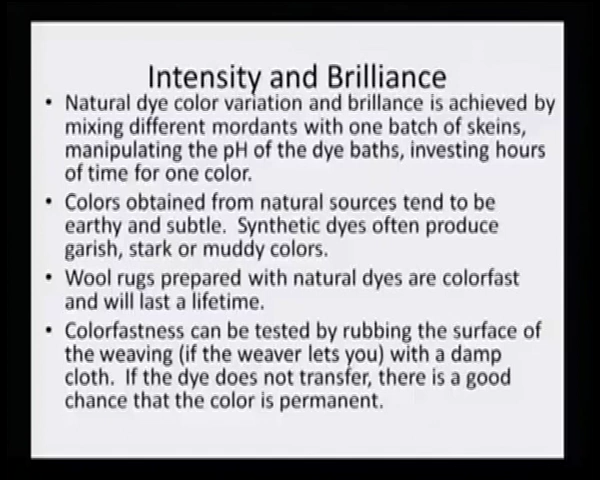 Intensity and Brilliance
• Natural dye color variation and brillance is achieved by
mixing different mordants with one batch of skeins,
manipulating the pH of the dye baths, investing hours
of time for one color.
• Colors obtained from natural sources tend to be
earthy and subtle.  Synthetic dyes often produce
garish, stark or muddy colors.
• Wool rugs prepared with natural dyes are colorfast
and will last a lifetime.
• Colorfastness can be tested by rubbing the surface of
the weaving (if the weaver lets you) with a damp
cloth.  If the dye does not transfer, there is a good
chance that the color is permanent.